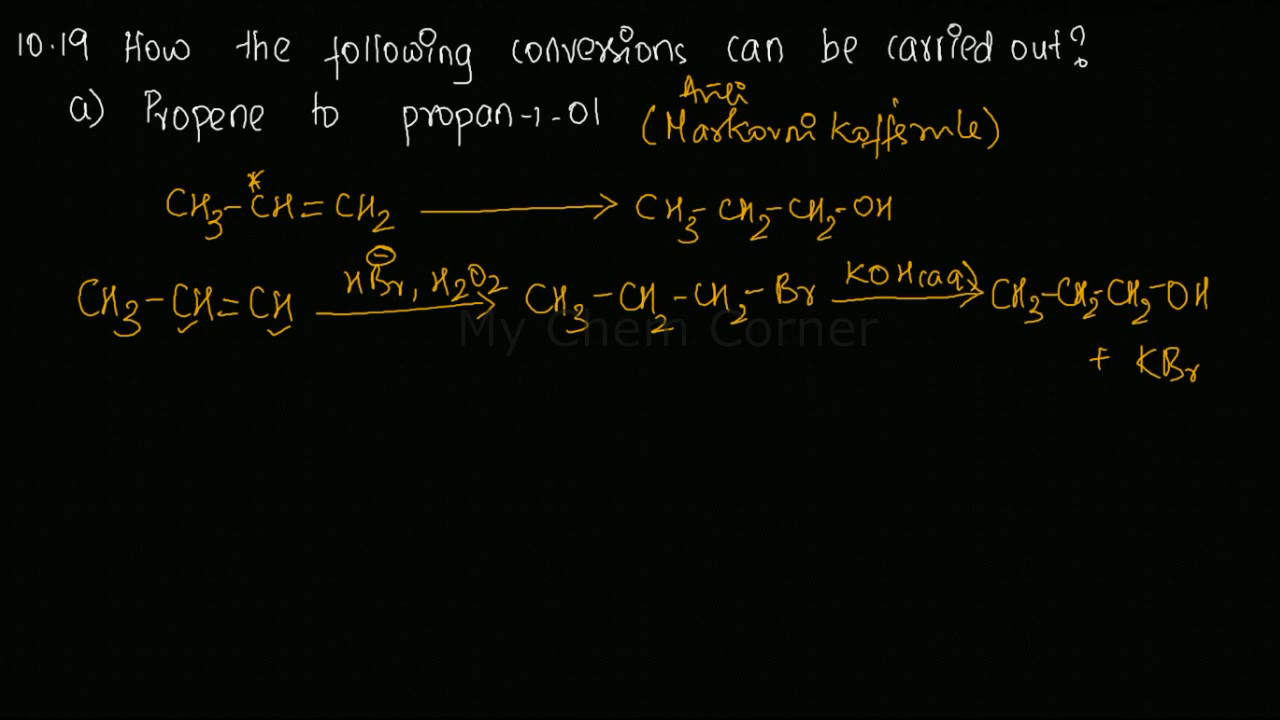 10.19 How the following conversions can be carried out?
a) Propene to propan-1-ol (Anti Markovnikoff's rule)
CH3-*CH=CH2 ⟶ CH3-CH2-CH2-OH
CH3-CH=CH HBr⊖, H2O2 ⟶ CH3-CH2-CH2-Br KOH(aq) ⟶ CH3-CH2-CH2-OH
+ KBr
My Chem Corner